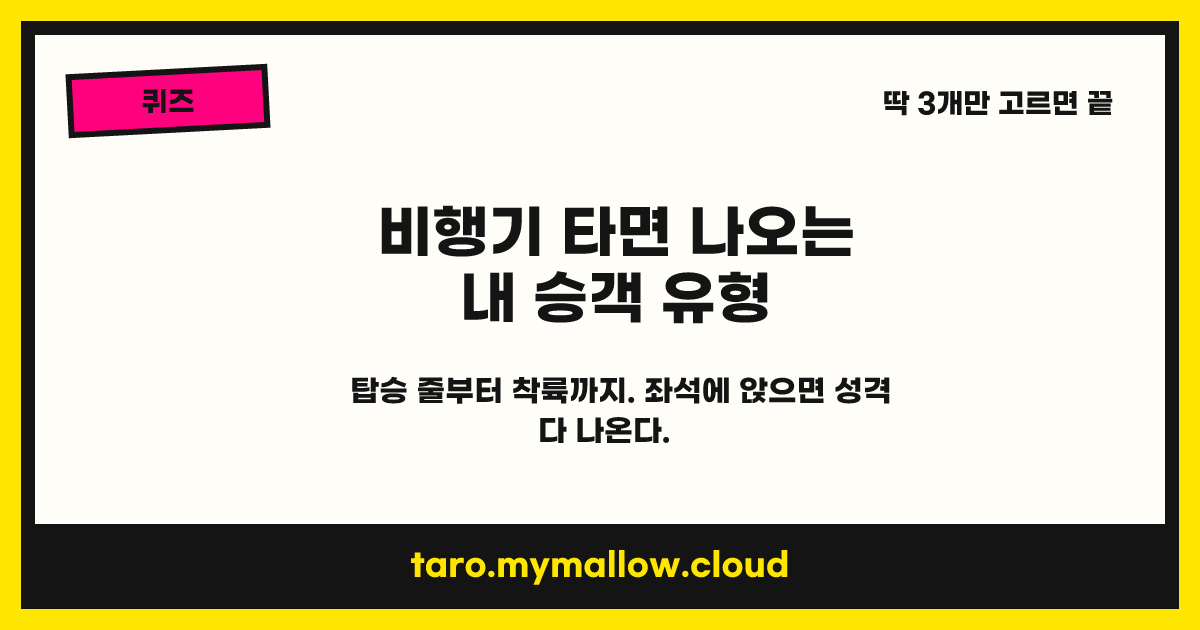 퀴즈
딱 3개만 고르면 끝
비행기 타면 나오는
내 승객 유형
탑승 줄부터 착륙까지. 좌석에 앉으면 성격
다 나온다.
taro.mymallow.cloud